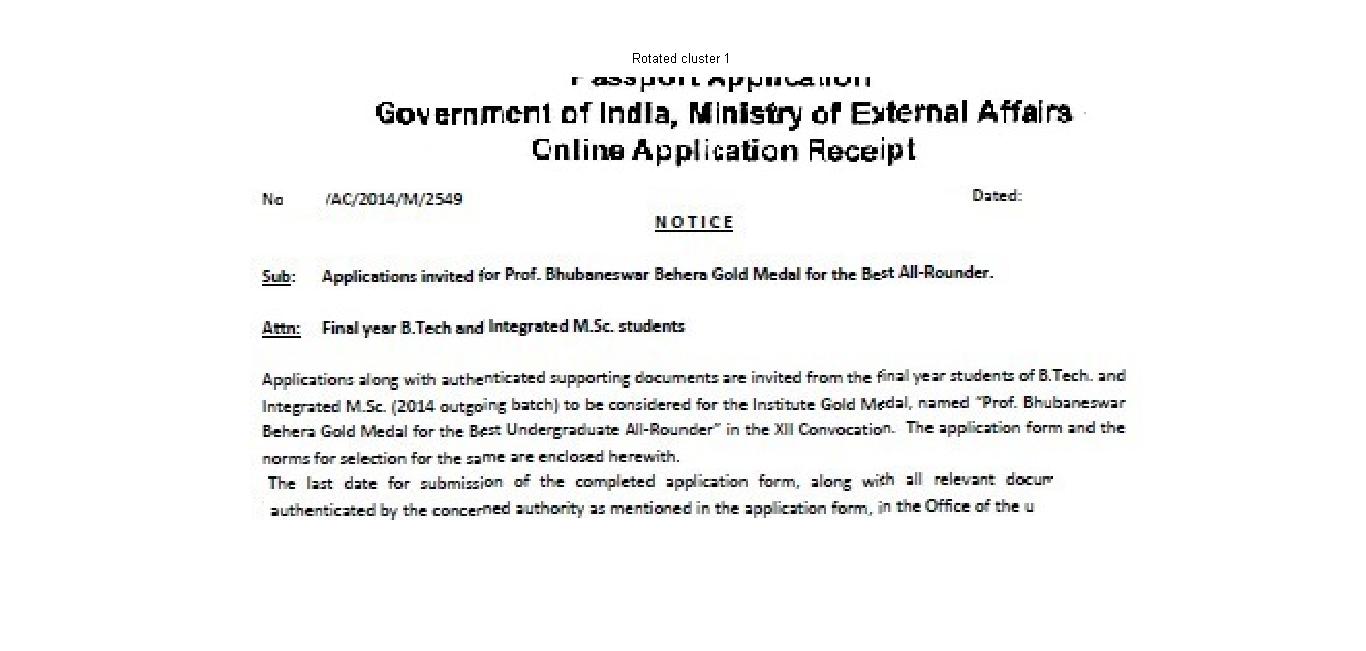 Rotated cluster 1
Passport Application
Government of India, Ministry of External Affairs
Online Application Receipt
No /AC/2014/M/2549 Dated:
NOTICE
Sub: Applications invited for Prof. Bhubaneswar Behera Gold Medal for the Best All-Rounder.
Attn: Final year B.Tech and Integrated M.Sc. students
Applications along with authenticated supporting documents are invited from the final year students of B.Tech. and
Integrated M.Sc. (2014 outgoing batch) to be considered for the Institute Gold Medal, named “Prof. Bhubaneswar
Behera Gold Medal for the Best Undergraduate All-Rounder” in the XII Convocation. The application form and the
norms for selection for the same are enclosed herewith.
The last date for submission of the completed application form, along with all relevant docum
authenticated by the concerned authority as mentioned in the application form, in the Office of the u